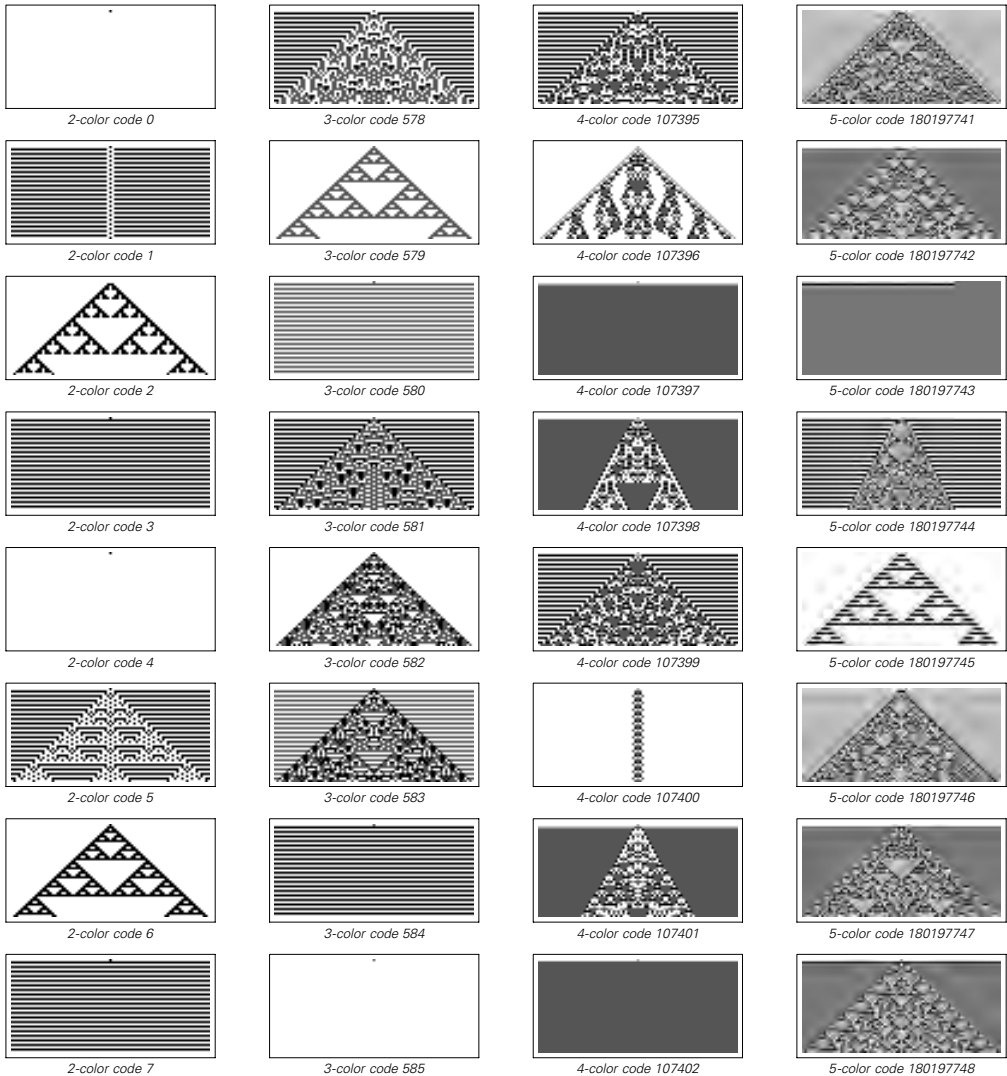 2-color code 0
3-color code 578
4-color code 107395
5-color code 180197741
2-color code 1
3-color code 579
4-color code 107396
5-color code 180197742
2-color code 2
3-color code 580
4-color code 107397
5-color code 180197743
2-color code 3
3-color code 581
4-color code 107398
5-color code 180197744
2-color code 4
3-color code 582
4-color code 107399
5-color code 180197745
2-color code 5
3-color code 583
4-color code 107400
5-color code 180197746
2-color code 6
3-color code 584
4-color code 107401
5-color code 180197747
2-color code 7
3-color code 585
4-color code 107402
5-color code 180197748